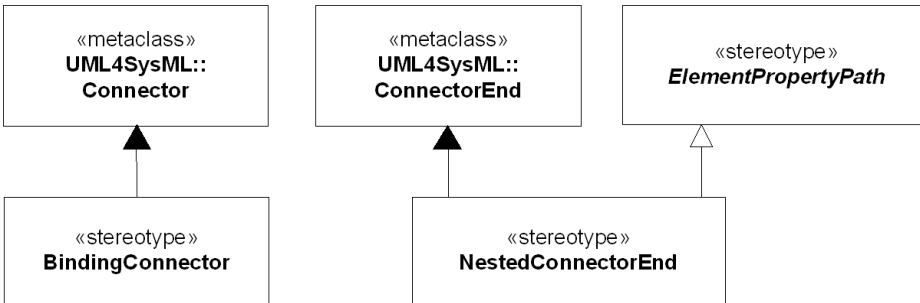 «metaclass»
UML4SysML::
Connector
«metaclass»
UML4SysML::
ConnectorEnd
«stereotype»
ElementPropertyPath
«stereotype»
BindingConnector
«stereotype»
NestedConnectorEnd